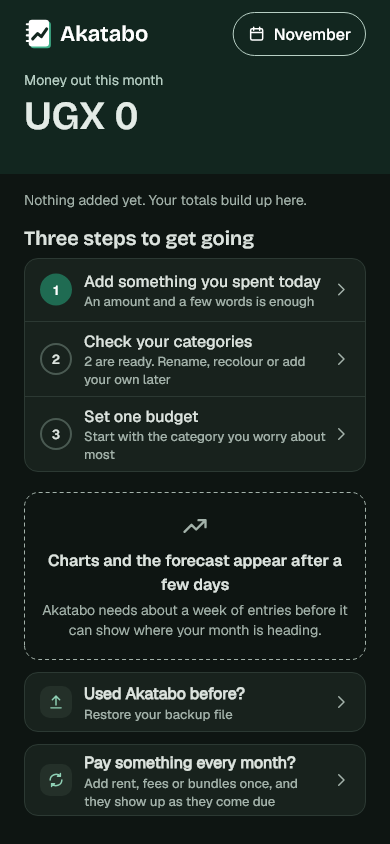 Akatabo
November
Money out this month
UGX 0
Nothing added yet. Your totals build up here.
Three steps to get going
1
Add something you spent today
An amount and a few words is enough
2
Check your categories
2 are ready. Rename, recolour or add
your own later
3
Set one budget
Start with the category you worry about
most
Charts and the forecast appear after a
few days
Akatabo needs about a week of entries before it
can show where your month is heading.
Used Akatabo before?
Restore your backup file
Pay something every month?
Add rent, fees or bundles once, and
they show up as they come due